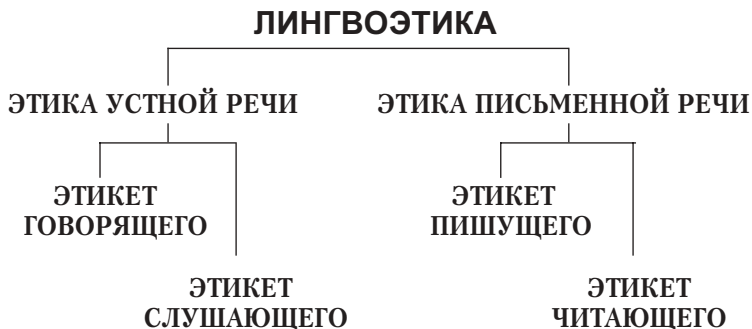 ЛИНГВОЭТИКА
ЭТИКА УСТНОЙ РЕЧИ
ЭТИКА ПИСЬМЕННОЙ РЕЧИ
ЭТИКЕТ
ГОВОРЯЩЕГО
ЭТИКЕТ
СЛУШАЮЩЕГО
ЭТИКЕТ
ПИШУЩЕГО
ЭТИКЕТ
ЧИТАЮЩЕГО